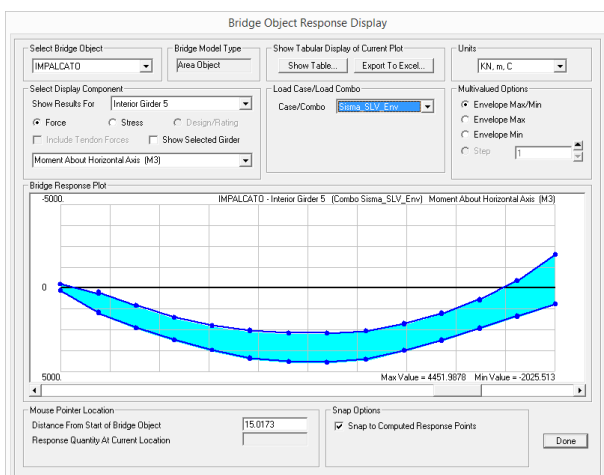 Bridge Object Response Display
Select Bridge Object
IMPALCATO
Bridge Model Type
Area Object
Show Tabular Display of Current Plot
Show Table...
Export To Excel...
Units
KN, m, C
Select Display Component
Show Results For
Interior Girder 5
Force
Stress
Design/Rating
Include Tendon Forces
Show Selected Girder
Moment About Horizontal Axis (M3)
Load Case/Load Combo
Case/Combo
Sisma_SLV_Env
Multivalued Options
Envelope Max/Min
Envelope Max
Envelope Min
Step
1
Bridge Response Plot
-5000.
IMPALCATO - Interior Girder 5 (Combo Sisma_SLV_Env) Moment About Horizontal Axis (M3)
0
5000.
Max Value = 4451.9878 Min Value = -2025.513
Mouse Pointer Location
Distance From Start of Bridge Object
15.0173
Response Quantity At Current Location
Snap Options
Snap to Computed Response Points
Done